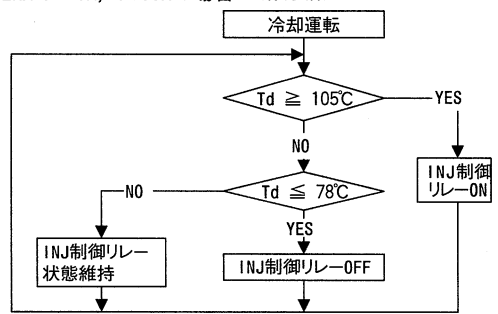 冷却運転
Td ≧ 105℃
YES
NO
INJ制御
リレーON
Td ≦ 78℃
NO
YES
INJ制御リレー
状態維持
INJ制御リレーOFF